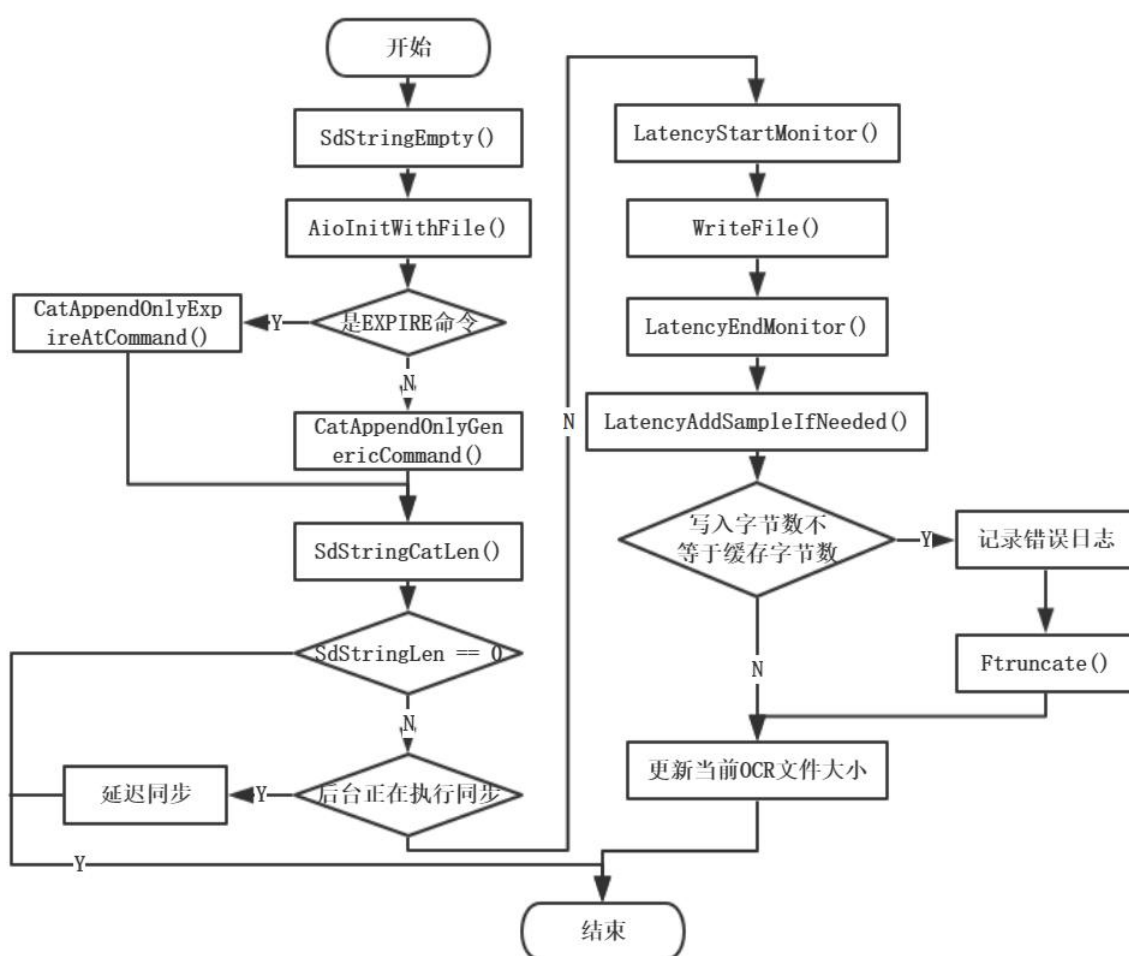 开始
SdStringEmpty()
AioInitWithFile()
是EXPIRE命令
Y
CatAppendOnlyExp
ireAtCommand()
N
CatAppendOnlyGen
ericCommand()
SdStringCatLen()
SdStringLen == 0
N
后台正在执行同步
Y
延迟同步
Y
N
LatencyStartMonitor()
WriteFile()
LatencyEndMonitor()
LatencyAddSampleIfNeeded()
写入字节数不
等于缓存字节数
Y
记录错误日志
Ftruncate()
N
更新当前OCR文件大小
结束